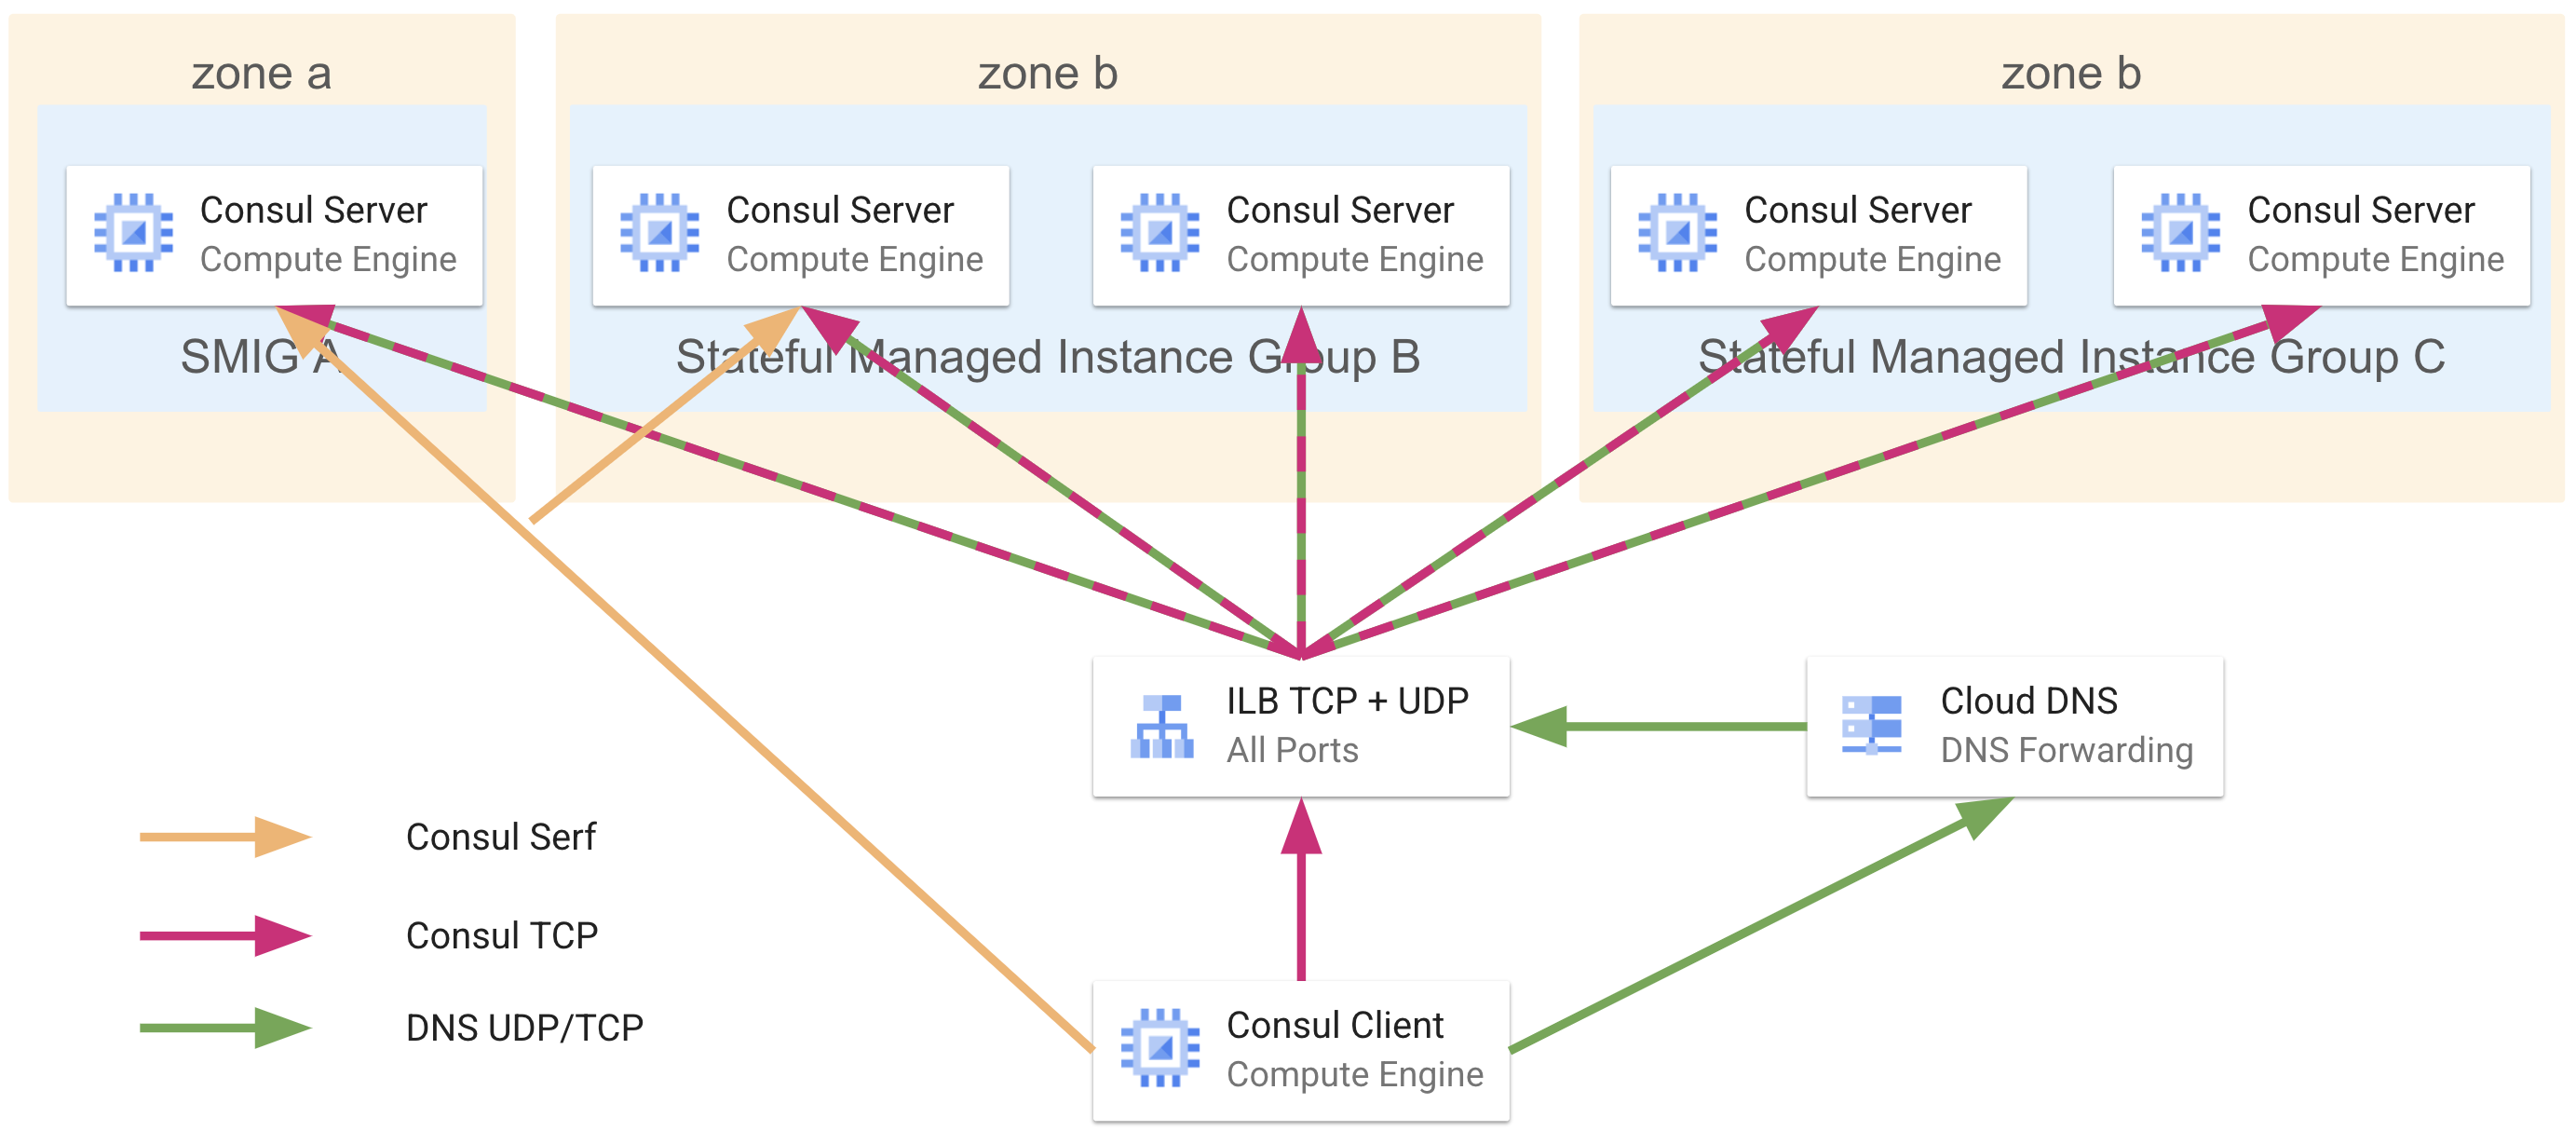 zone a
zone b
zone b
Consul Server
Compute Engine
Consul Server
Compute Engine
Consul Server
Compute Engine
Consul Server
Compute Engine
Consul Server
Compute Engine
SMIG A
Stateful Managed Instance Group B
Stateful Managed Instance Group C
ILB TCP + UDP
All Ports
Cloud DNS
DNS Forwarding
Consul Serf
Consul TCP
DNS UDP/TCP
Consul Client
Compute Engine